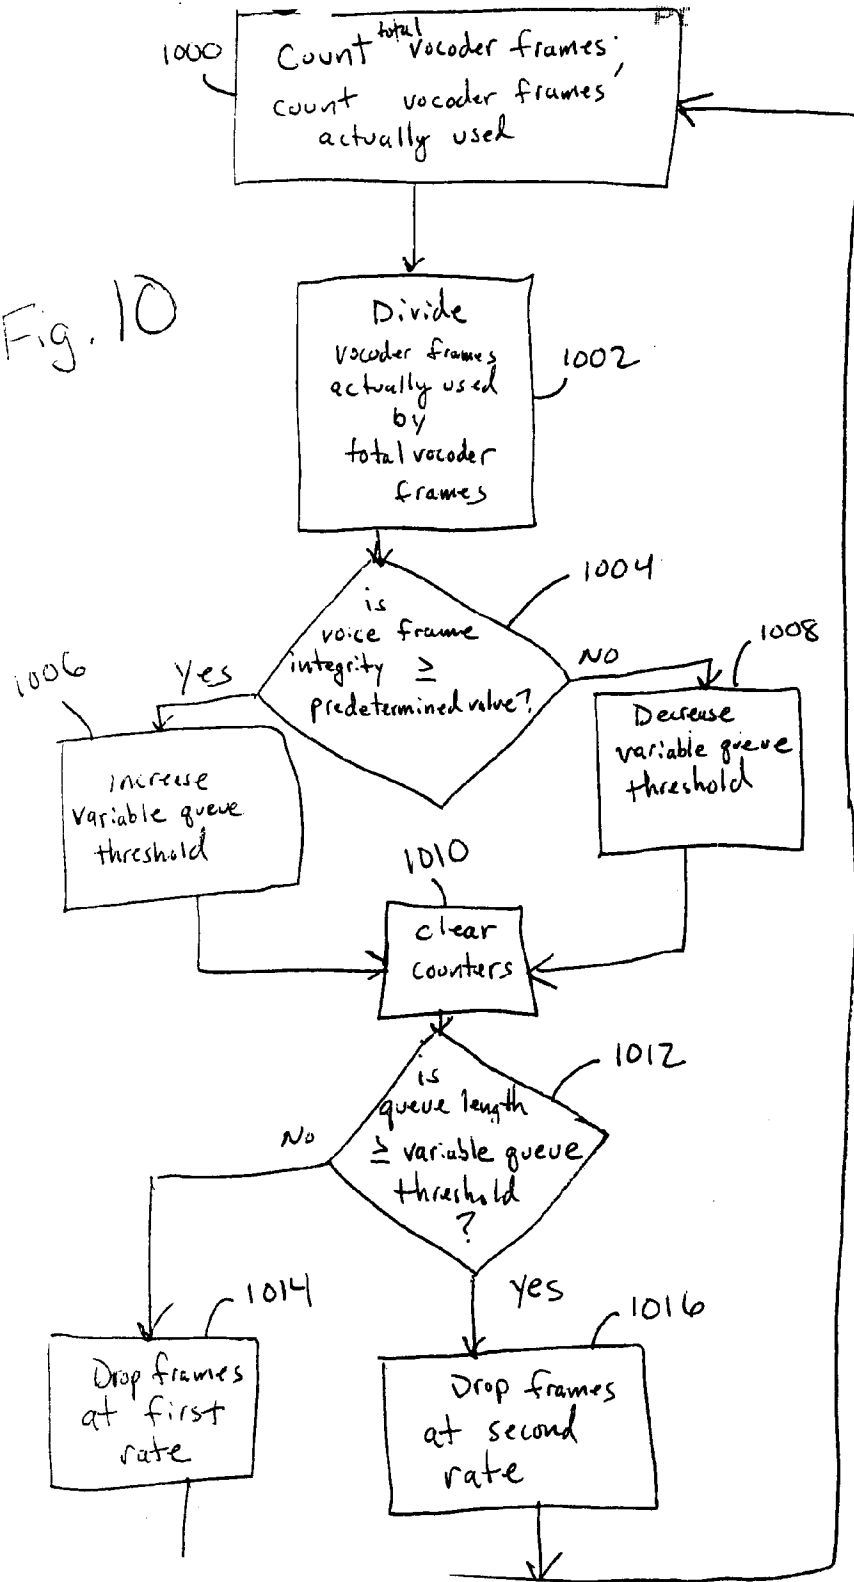 PE
1000
Count total vocoder frames;
count vocoder frames
actually used
Fig. 10
Divide
vocoder frames
actually used
by
total vocoder
frames
1002
1004
is
voice frame
integrity ≥
predetermined value?
Yes
NO
1006
increase
variable queue
threshold
1008
Decrease
variable queue
threshold
1010
clear
counters
1012
is
queue length
≥ variable queue
threshold
?
No
yes
1014
Drop frames
at first
rate
1016
Drop frames
at second
rate